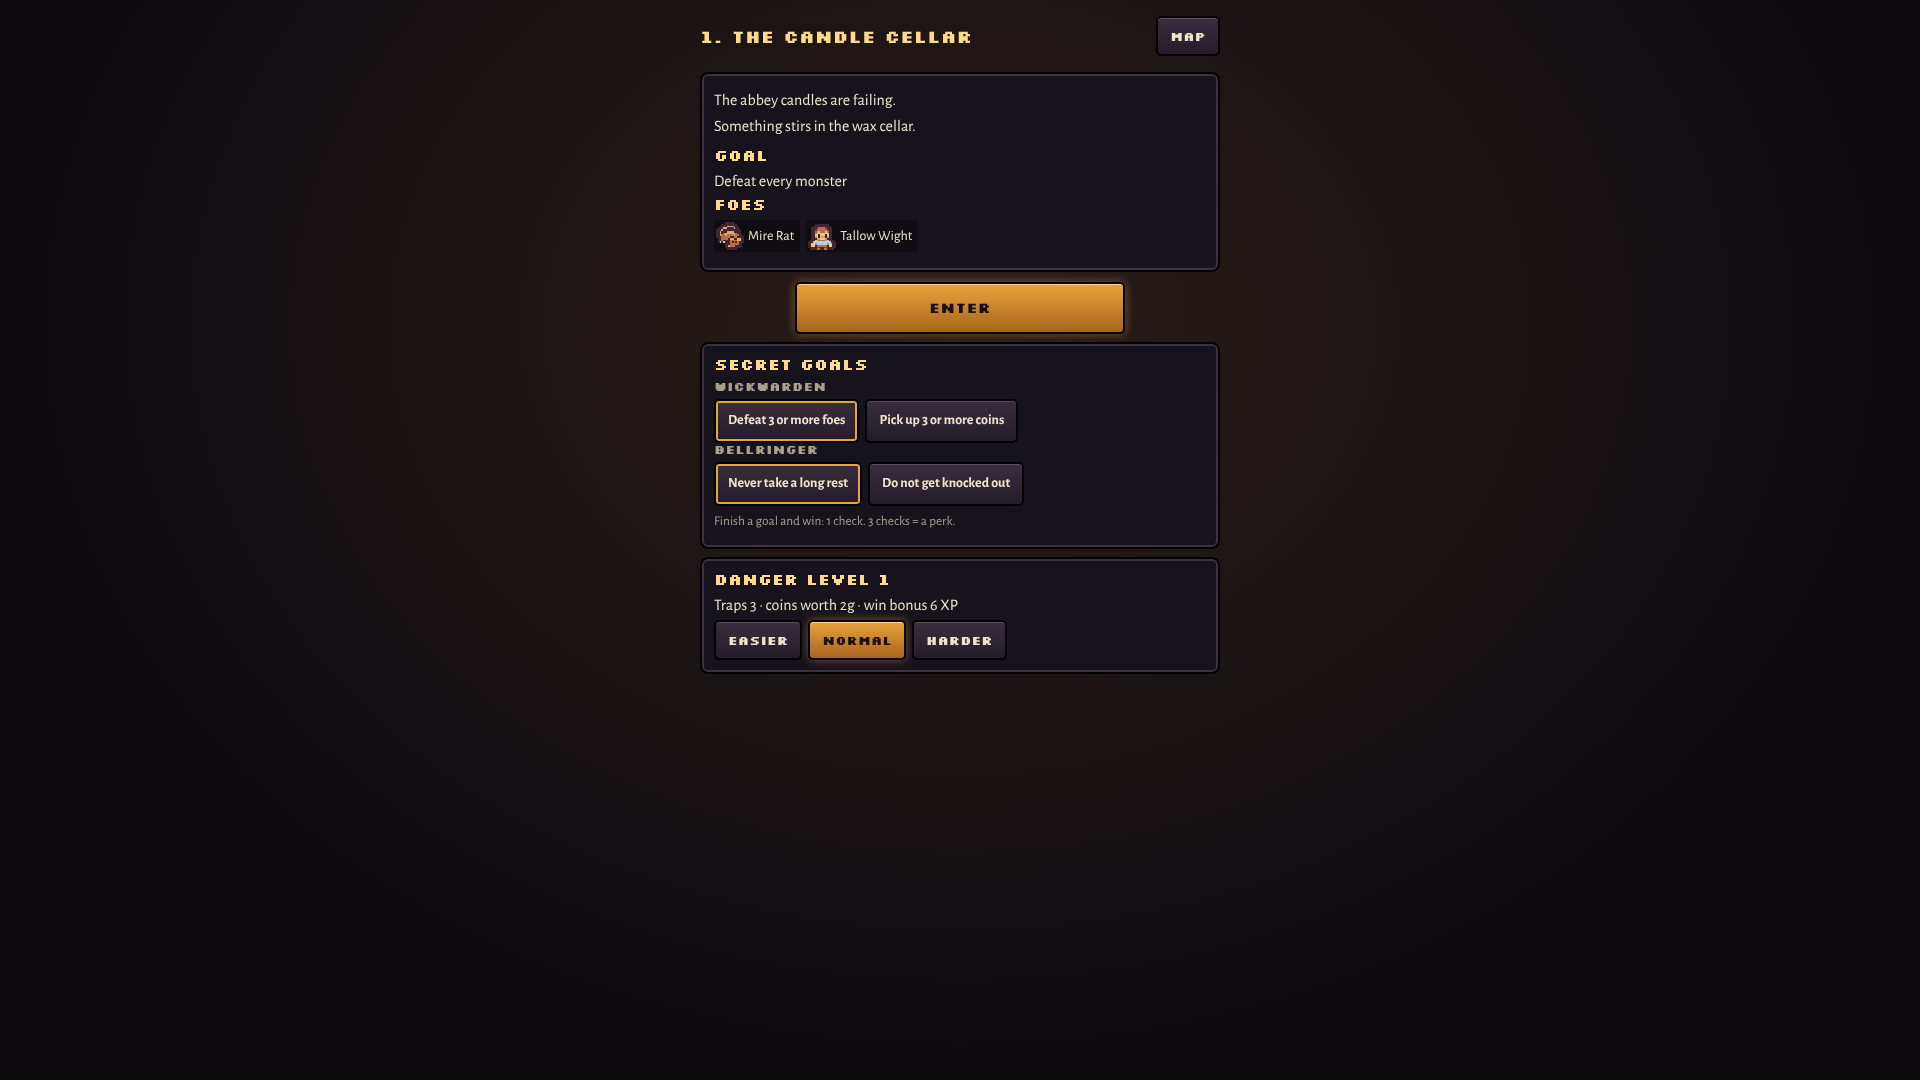 1. THE CANDLE CELLAR
MAP
The abbey candles are failing.
Something stirs in the wax cellar.
GOAL
Defeat every monster
FOES
Mire Rat
Tallow Wight
ENTER
SECRET GOALS
WICKWARDEN
Defeat 3 or more foes
Pick up 3 or more coins
BELLRINGER
Never take a long rest
Do not get knocked out
Finish a goal and win: 1 check. 3 checks = a perk.
DANGER LEVEL 1
Traps 3 · coins worth 2g · win bonus 6 XP
EASIER
NORMAL
HARDER